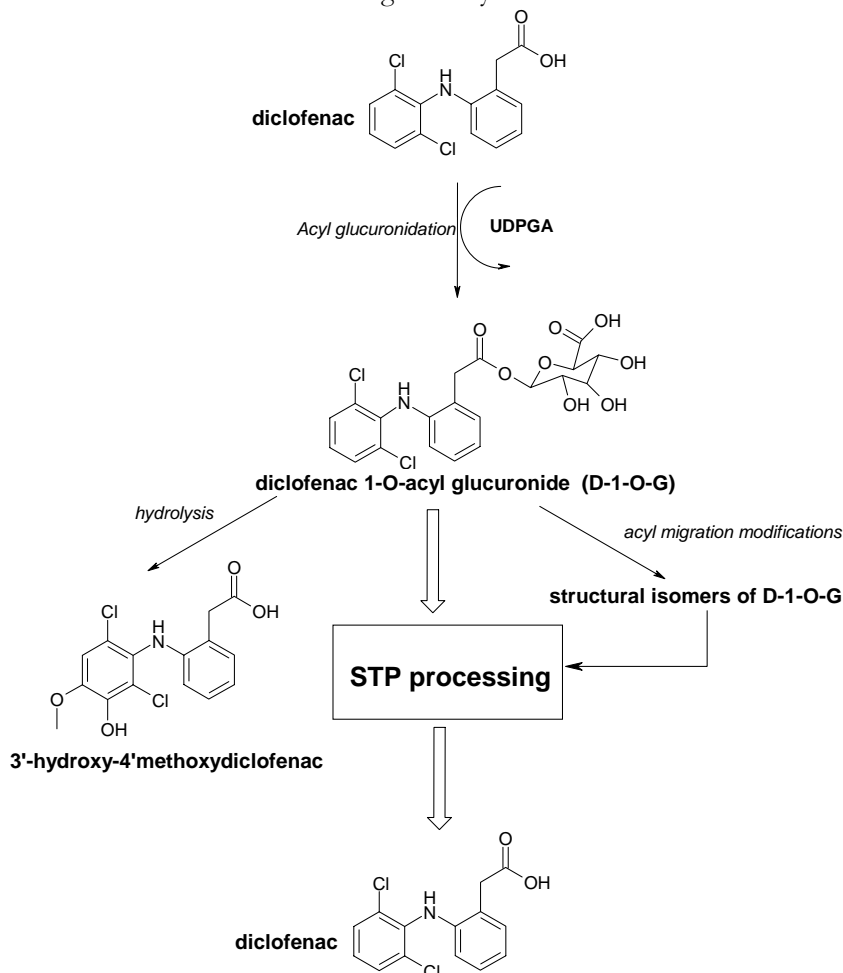 O
OH
Cl
H
N
diclofenac
Cl
Acyl glucuronidation
UDPGA
O
OH
O
O
O
OH
Cl
H
N
O
OH
OH
Cl
diclofenac 1-O-acyl glucuronide (D-1-O-G)
hydrolysis
acyl migration modifications
structural isomers of D-1-O-G
O
OH
Cl
H
N
STP processing
O
Cl
OH
3'-hydroxy-4'methoxydiclofenac
O
OH
Cl
H
N
diclofenac
Cl